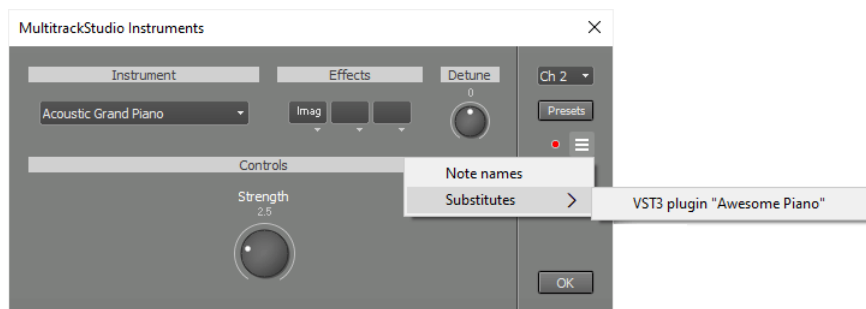 MultitrackStudio Instruments
Instrument
Effects
Detune
Ch 2
0
Acoustic Grand Piano
Imag
Presets
Controls
Note names
Strength
2.5
Substitutes
VST3 plugin "Awesome Piano"
OK